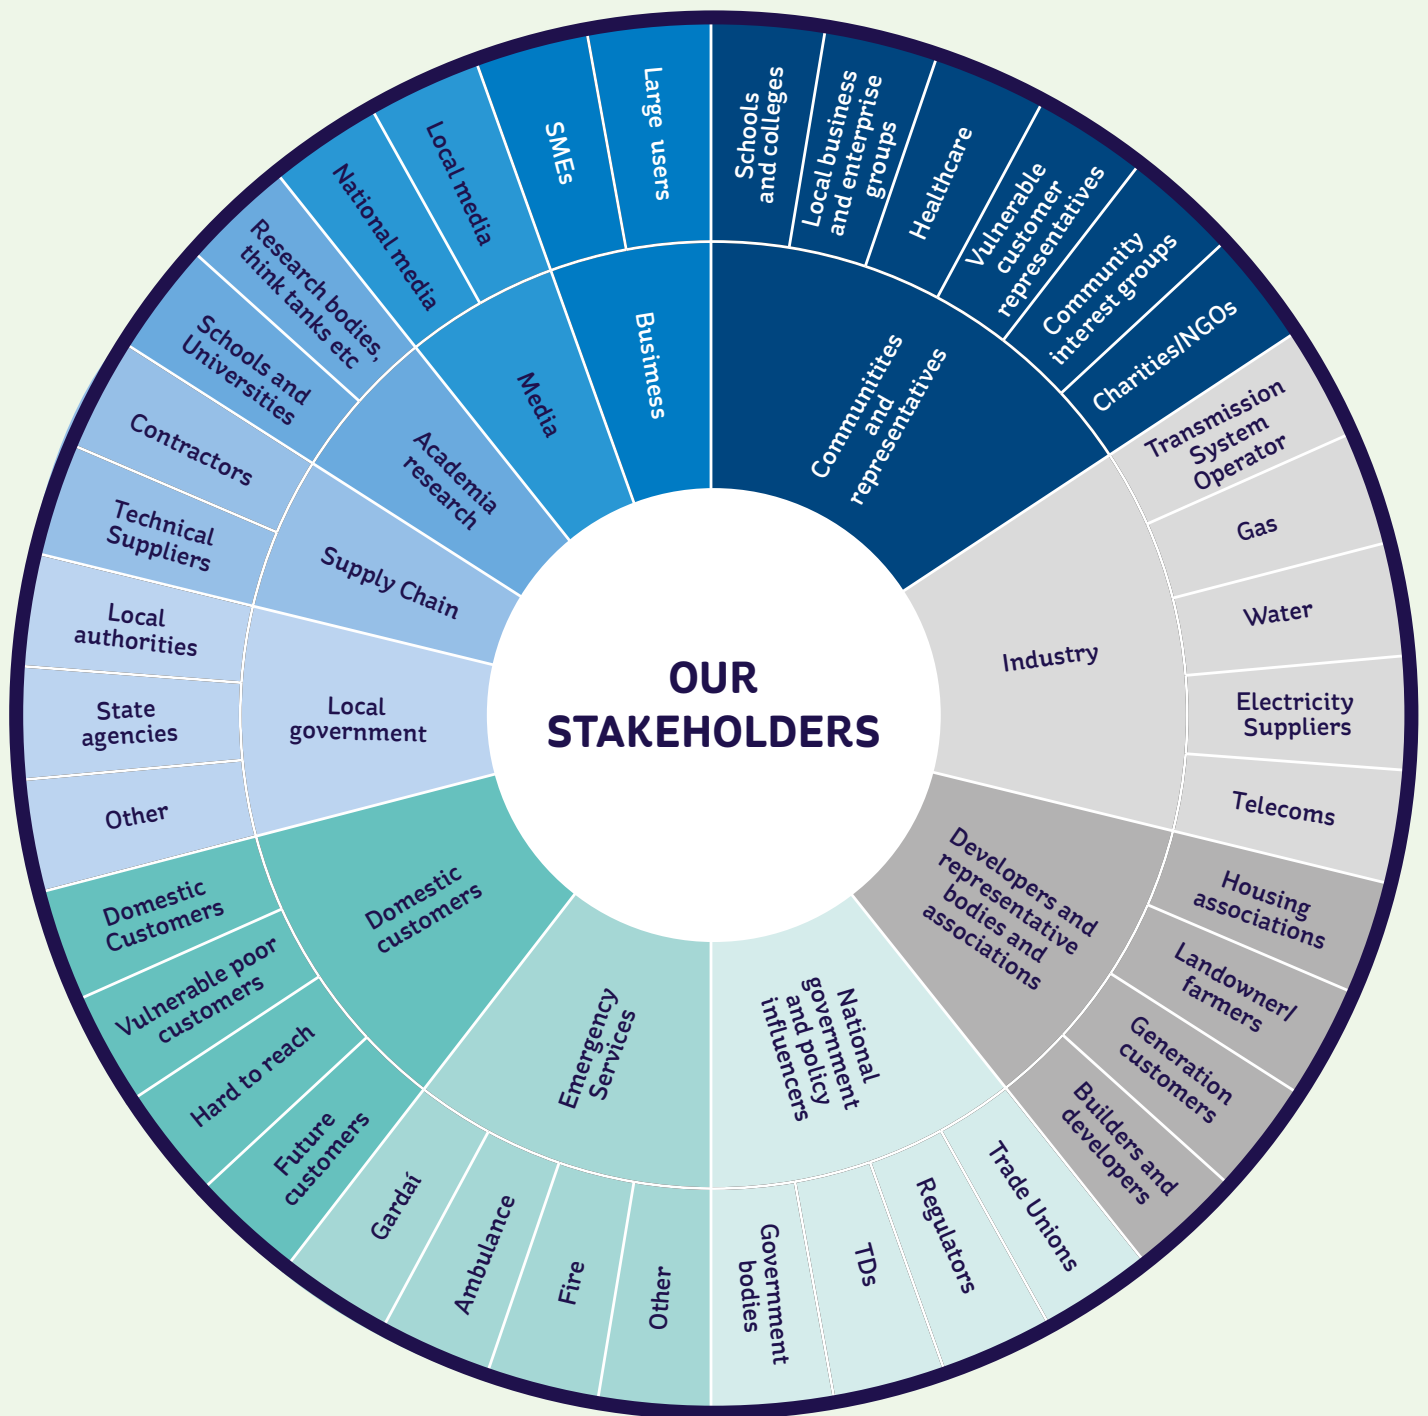 OUR
STAKEHOLDERS
Communitites
and
representatives
Schools
and colleges
Local business
and enterprise
groups
Healthcare
Vulnerable
customer
representatives
Community
interest groups
Charities/NGOs
Industry
Transmission
System
Operator
Gas
Water
Electricity
Suppliers
Telecoms
Developers and
representative
bodies and
associations
Housing
associations
Landowner/
farmers
Generation
customers
Builders and
developers
National
government
and policy
influencers
Trade Unions
Regulators
TDs
Government
bodies
Emergency
Services
Other
Fire
Ambulance
Gardaí
Domestic
customers
Future
customers
Hard to reach
Vulnerable poor
customers
Domestic
Customers
Local
government
Other
State
agencies
Local
authorities
Supply Chain
Technical
Suppliers
Contractors
Academia
research
Schools and
Universities
Research bodies,
think tanks etc
Media
National media
Local media
Busimess
SMEs
Large users